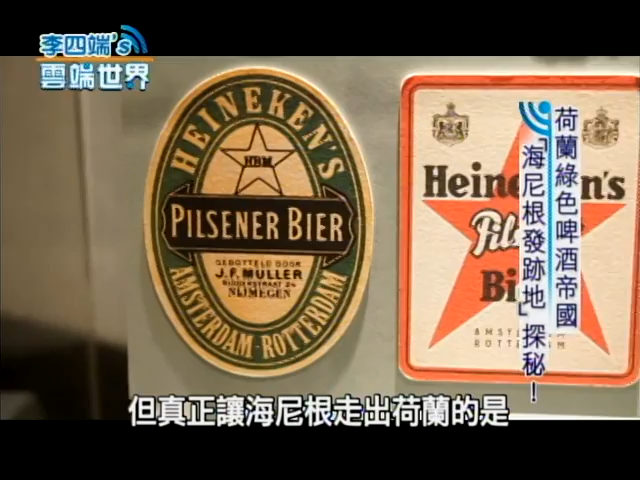 李四端's
雲端世界
HEINEKEN'S
HBM
PILSENER BIER
GEBOTTELD DOOR
J.F. MULLER
RIDDERSTRAAT 24
NIJMEGEN
AMSTERDAM-ROTTERDAM
荷蘭綠色啤酒帝國
「海尼根發跡地」探秘！
但真正讓海尼根走出荷蘭的是